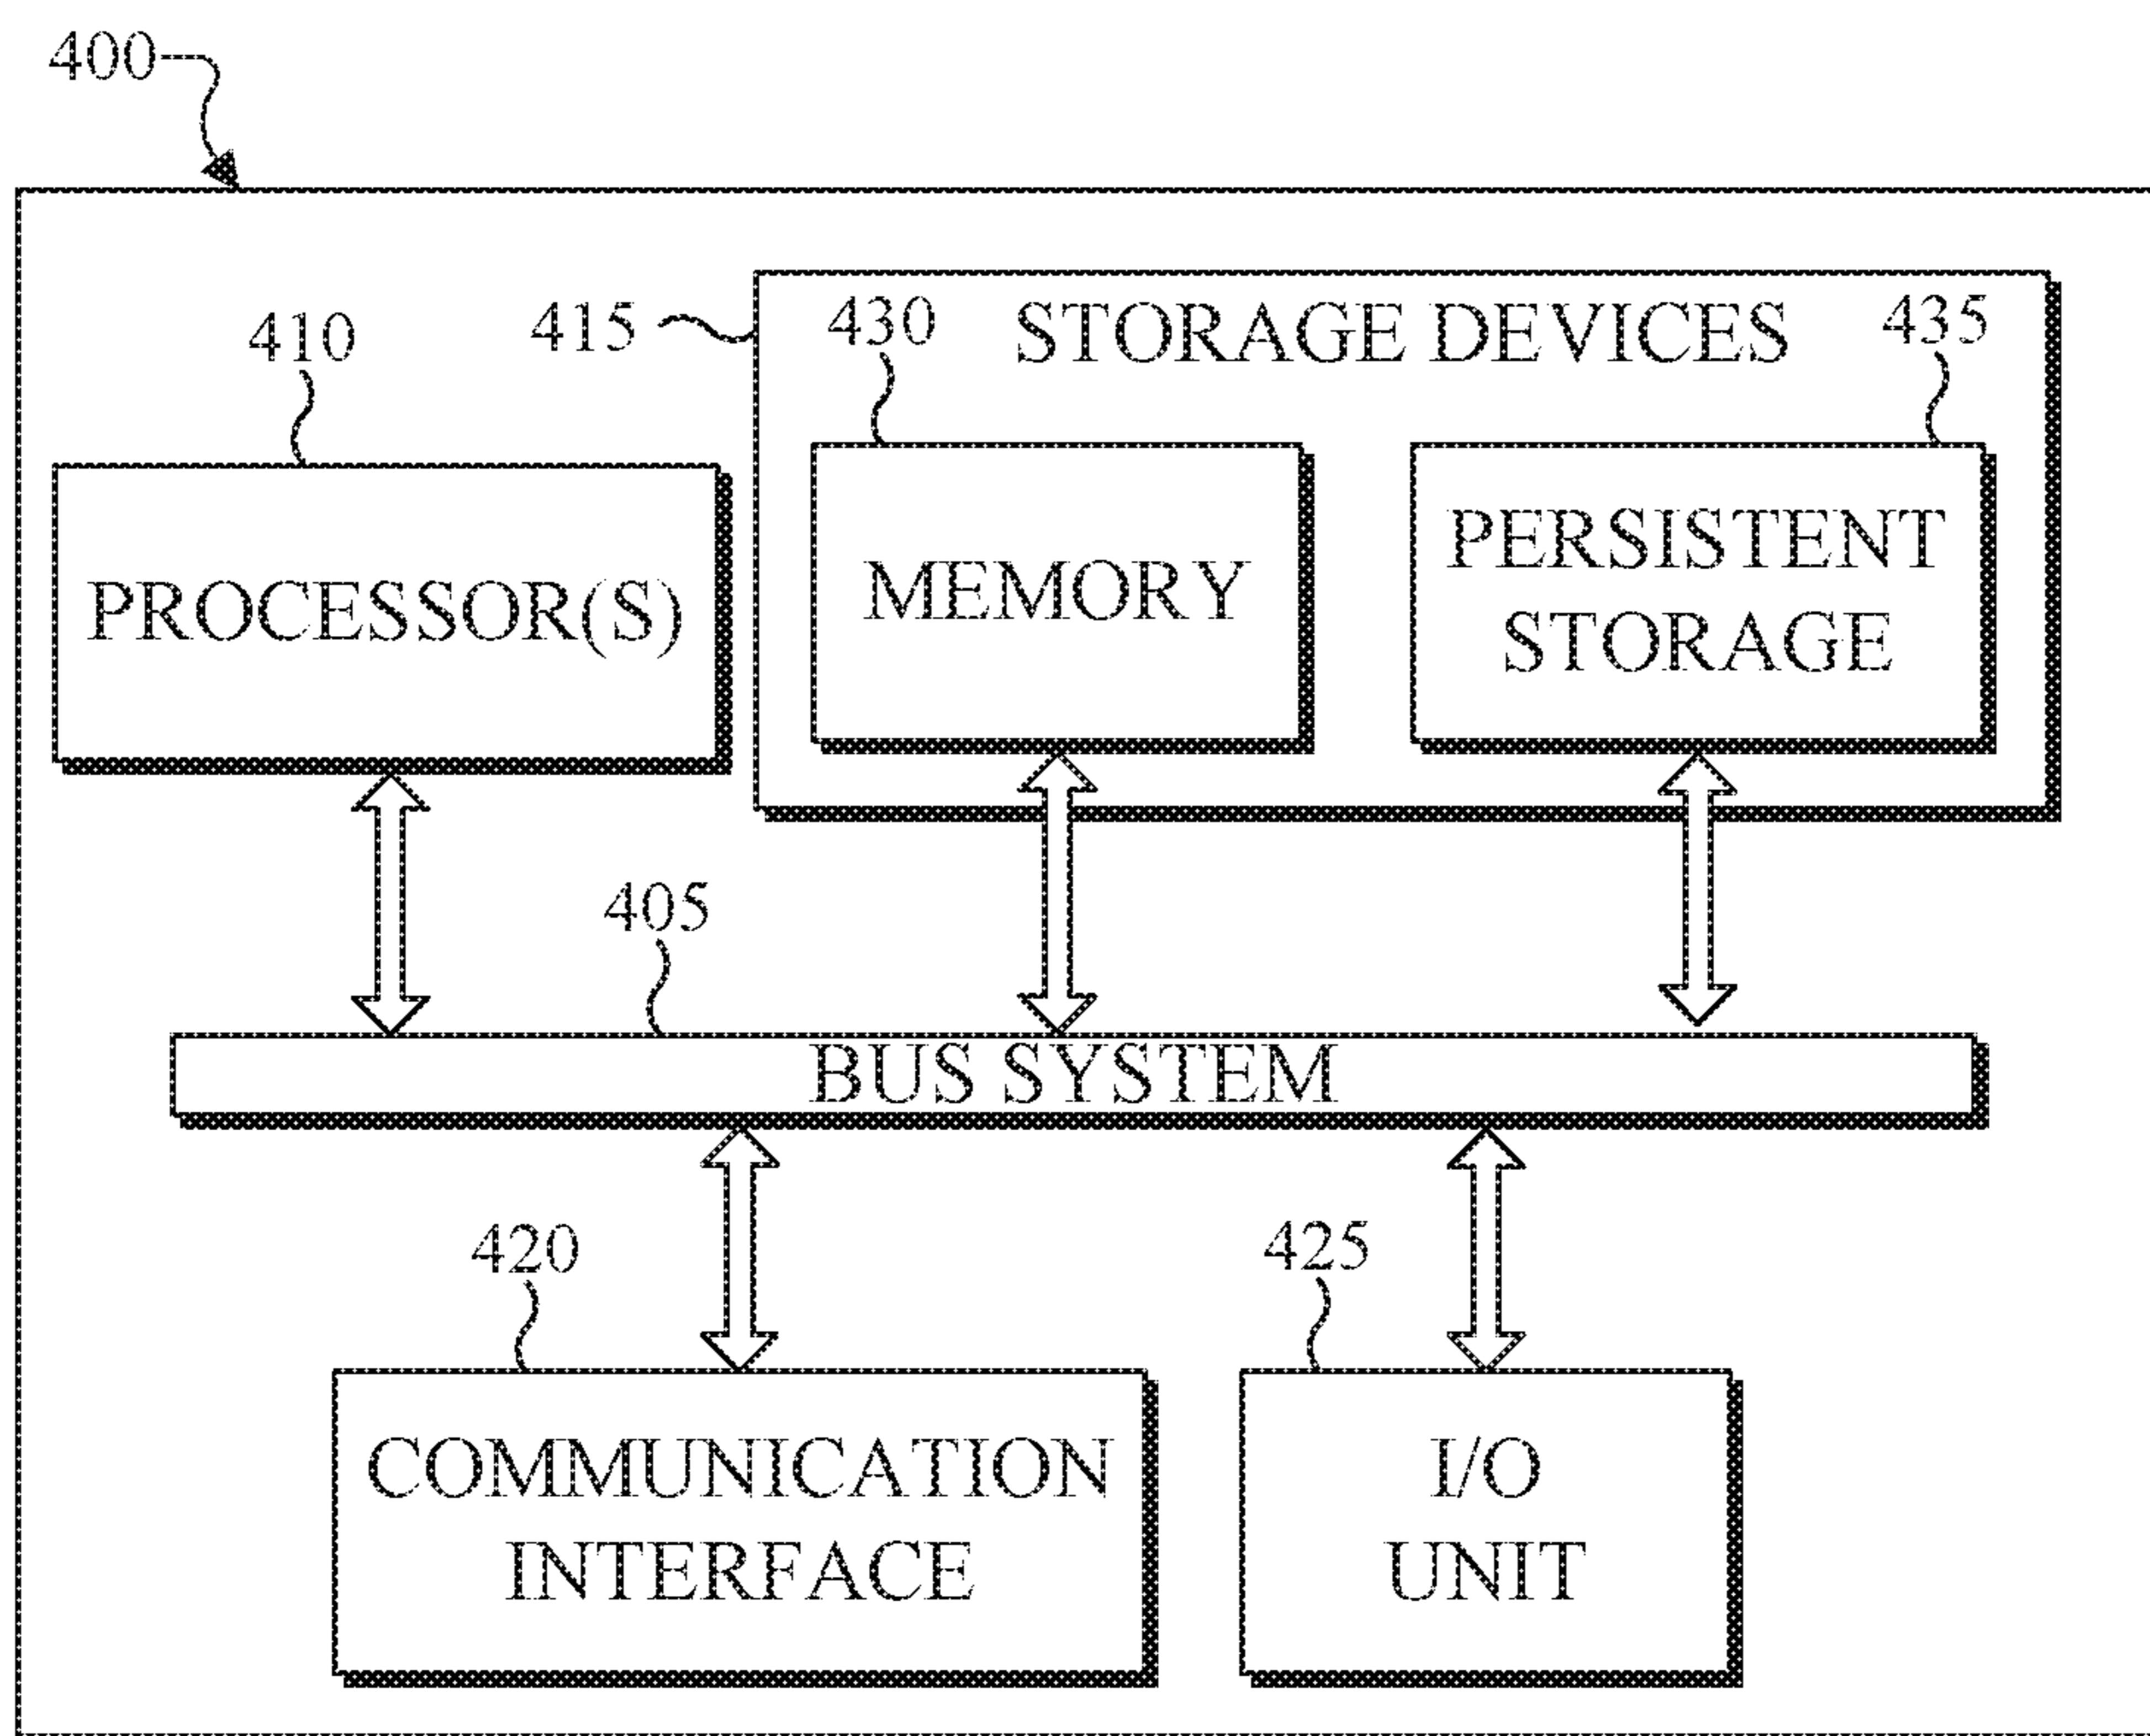 400
410
415
430
STORAGE DEVICES
435
PROCESSOR(S)
MEMORY
PERSISTENT
STORAGE
405
BUS SYSTEM
420
425
COMMUNICATION
INTERFACE
I/O
UNIT